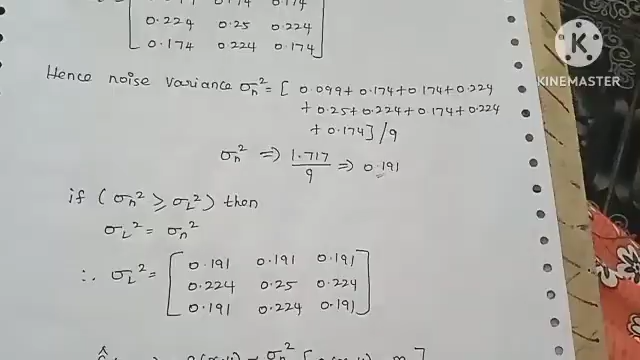 0.224 0.25 0.224
0.174 0.224 0.174
Hence noise variance σn² = [ 0.099 + 0.174 + 0.174 + 0.224
+ 0.25 + 0.224 + 0.174 + 0.224
+ 0.174 ] / 9
σn² ⇒ 1.717 / 9 ⇒ 0.191
if ( σn² ≥ σL² ) then
σL² = σn²
∴ σL² = [ 0.191 0.191 0.191
0.224 0.25 0.224
0.191 0.224 0.191 ]
KINEMASTER